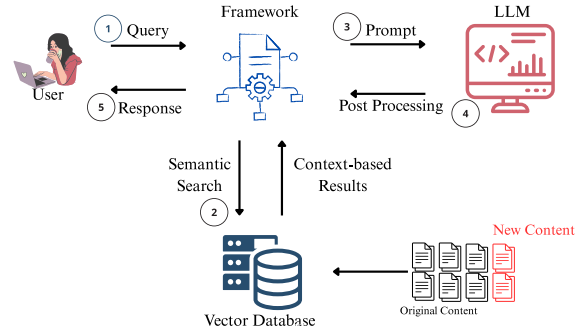 Framework
LLM
1 Query
3 Prompt
User
5 Response
Post Processing
4
Semantic
Search
Context-based
Results
2
New Content
Original Content
Vector Database